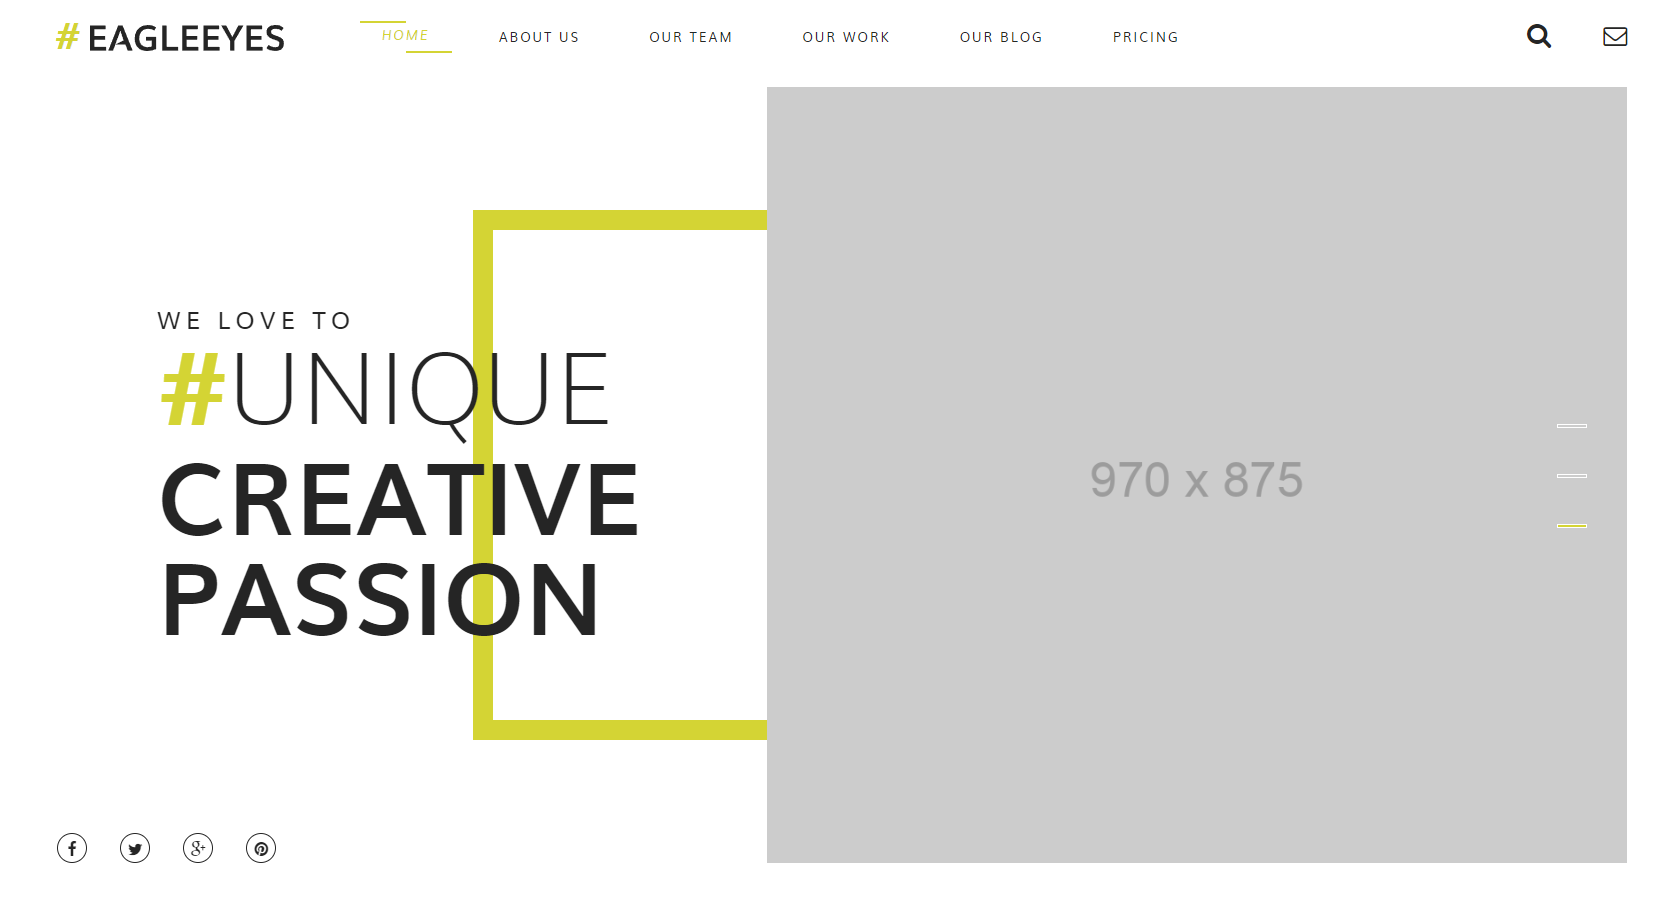 # EAGLEEYES
HOME ABOUT US OUR TEAM OUR WORK OUR BLOG PRICING
WE LOVE TO
#UNIQUE
CREATIVE
PASSION
970 x 875